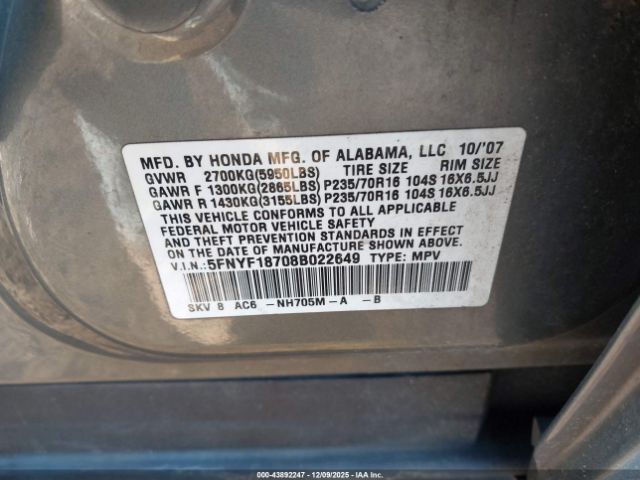 MFD. BY HONDA MFG. OF ALABAMA, LLC 10/'07
GVWR 2700KG(5950LBS) TIRE SIZE RIM SIZE
GAWR F 1300KG(2865LBS) P235/70R16 104S 16X6.5JJ
GAWR R 1430KG(3155LBS) P235/70R16 104S 16X6.5JJ
THIS VEHICLE CONFORMS TO ALL APPLICABLE
FEDERAL MOTOR VEHICLE SAFETY
AND THEFT PREVENTION STANDARDS IN EFFECT
ON THE DATE OF MANUFACTURE SHOWN ABOVE.
V.I.N.:5FNYF18708B022649 TYPE: MPV
SKV 8 AC6 -NH705M-A -B
000-43892247 - 12/09/2025 - IAAI Inc.